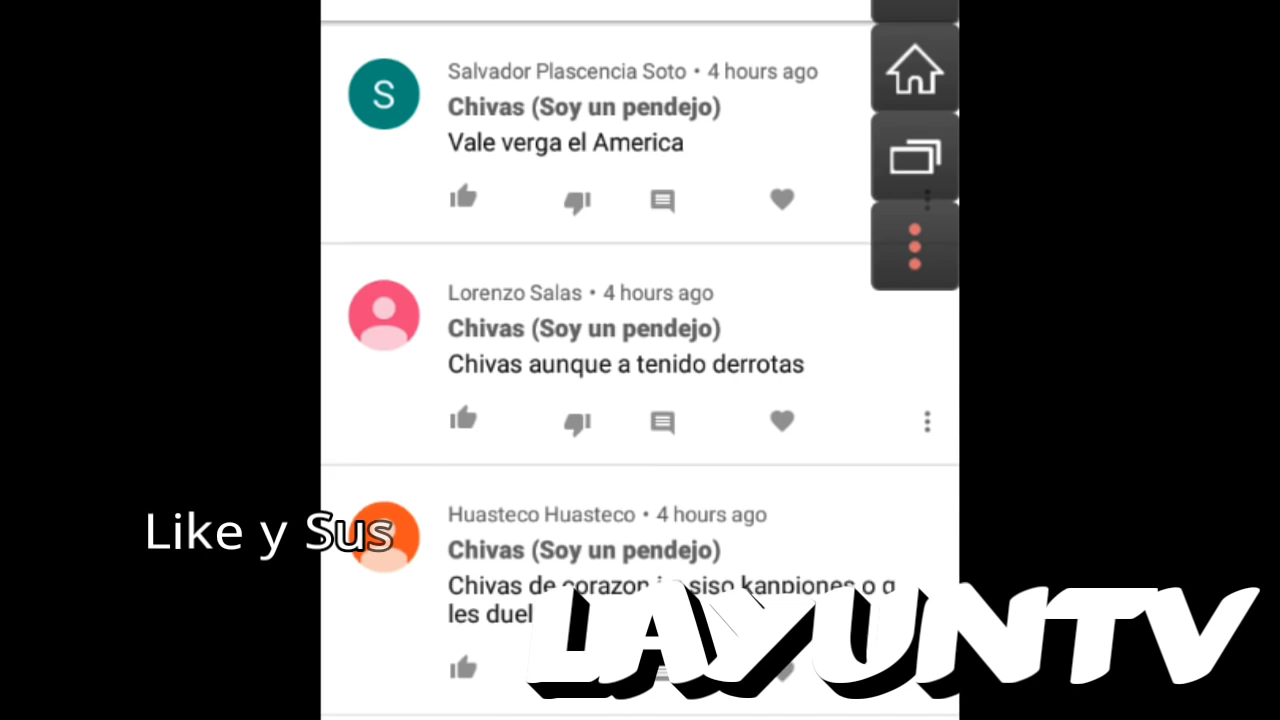 Salvador Plascencia Soto • 4 hours ago
Chivas (Soy un pendejo)
Vale verga el America
Lorenzo Salas • 4 hours ago
Chivas (Soy un pendejo)
Chivas aunque a tenido derrotas
Huasteco Huasteco • 4 hours ago
Chivas (Soy un pendejo)
Chivas de corazon siso kanpiones o q
les duel
Like y Sus
LAYUNTV